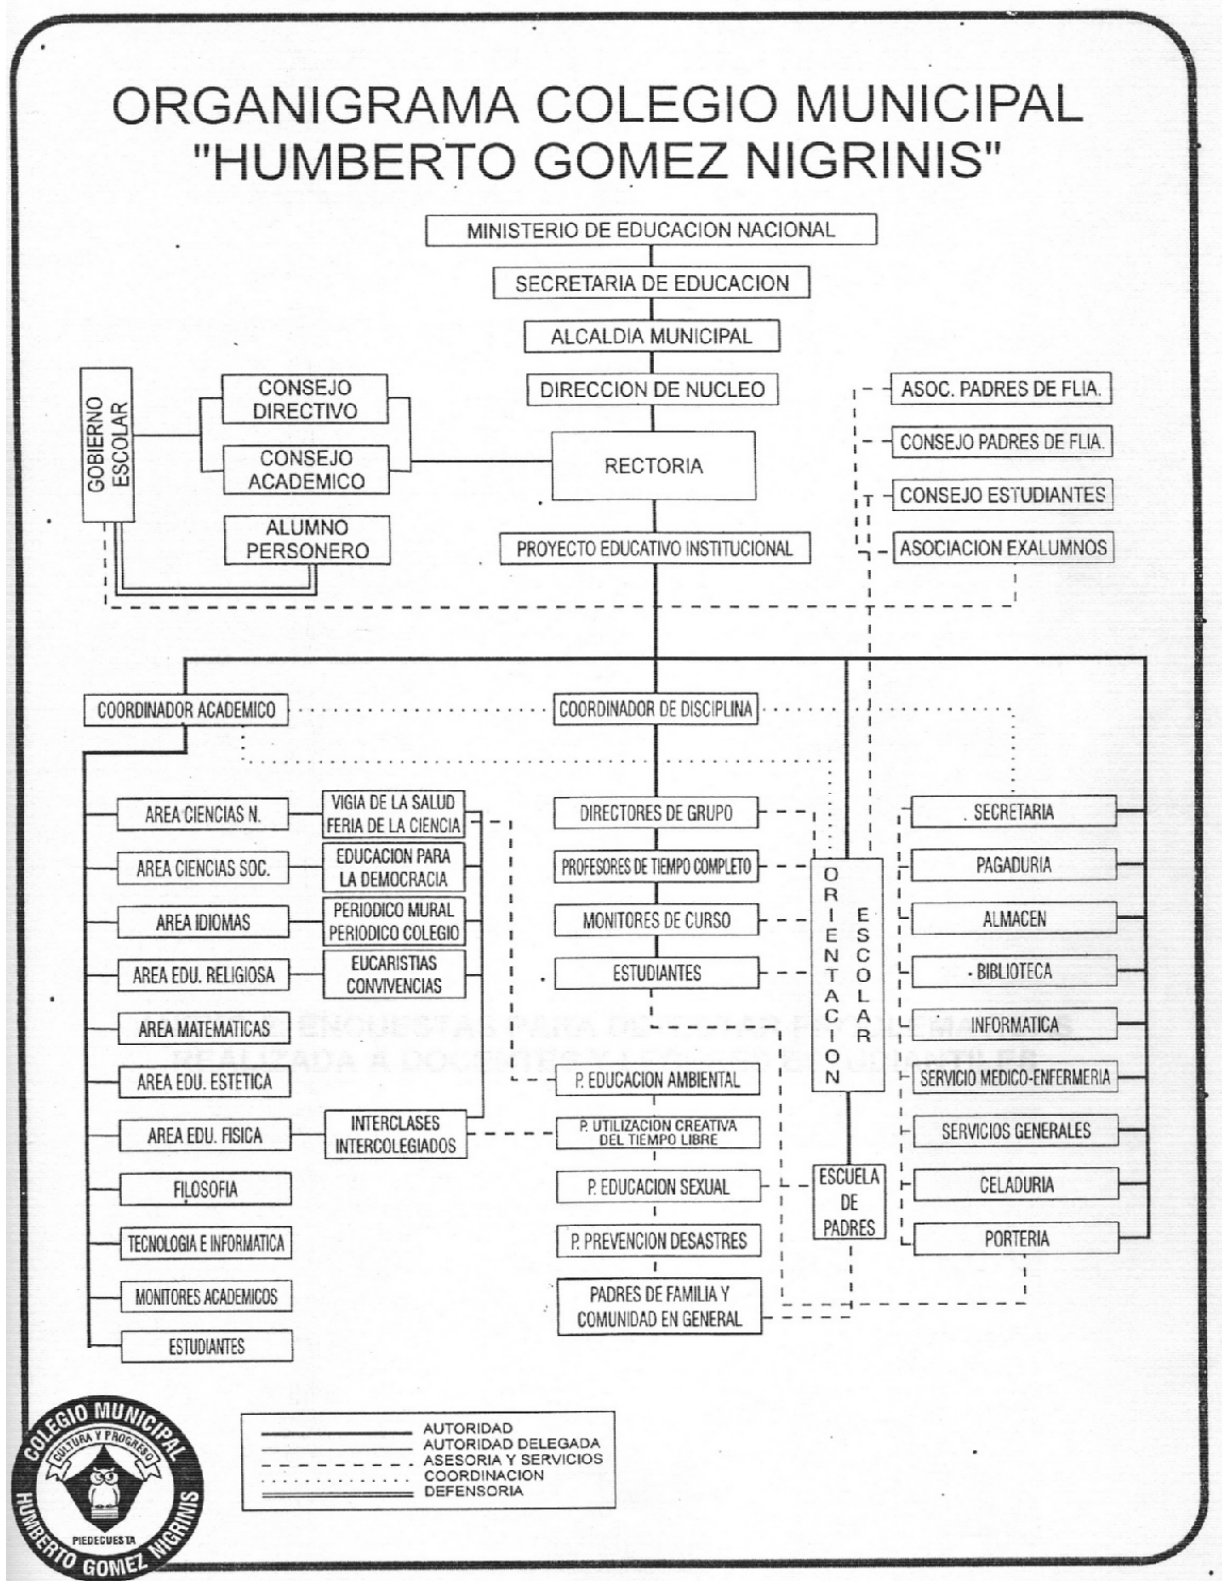 ORGANIGRAMA COLEGIO MUNICIPAL
"HUMBERTO GOMEZ NIGRINIS"
MINISTERIO DE EDUCACION NACIONAL
SECRETARIA DE EDUCACION
ALCALDIA MUNICIPAL
DIRECCION DE NUCLEO
RECTORIA
PROYECTO EDUCATIVO INSTITUCIONAL
GOBIERNO
ESCOLAR
CONSEJO
DIRECTIVO
CONSEJO
ACADEMICO
ALUMNO
PERSONERO
ASOC. PADRES DE FLIA.
CONSEJO PADRES DE FLIA.
CONSEJO ESTUDIANTES
ASOCIACION EXALUMNOS
COORDINADOR ACADEMICO
COORDINADOR DE DISCIPLINA
AREA CIENCIAS N.
AREA CIENCIAS SOC.
AREA IDIOMAS
AREA EDU. RELIGIOSA
AREA MATEMATICAS
AREA EDU. ESTETICA
AREA EDU. FISICA
FILOSOFIA
TECNOLOGIA E INFORMATICA
MONITORES ACADEMICOS
ESTUDIANTES
VIGIA DE LA SALUD
FERIA DE LA CIENCIA
EDUCACION PARA
LA DEMOCRACIA
PERIODICO MURAL
PERIODICO COLEGIO
EUCARISTIAS
CONVIVENCIAS
INTERCLASES
INTERCOLEGIADOS
DIRECTORES DE GRUPO
PROFESORES DE TIEMPO COMPLETO
MONITORES DE CURSO
ESTUDIANTES
P. EDUCACION AMBIENTAL
P. UTILIZACION CREATIVA
DEL TIEMPO LIBRE
P. EDUCACION SEXUAL
P. PREVENCION DESASTRES
PADRES DE FAMILIA Y
COMUNIDAD EN GENERAL
ORIENTACION
ESCOLAR
ESCUELA
DE
PADRES
SECRETARIA
PAGADURIA
ALMACEN
BIBLIOTECA
INFORMATICA
SERVICIO MEDICO-ENFERMERIA
SERVICIOS GENERALES
CELADURIA
PORTERIA
AUTORIDAD
AUTORIDAD DELEGADA
ASESORIA Y SERVICIOS
COORDINACION
DEFENSORIA
COLEGIO MUNICIPAL
CULTURA Y PROGRESO
PIEDECUESTA
HUMBERTO GOMEZ NIGRINIS